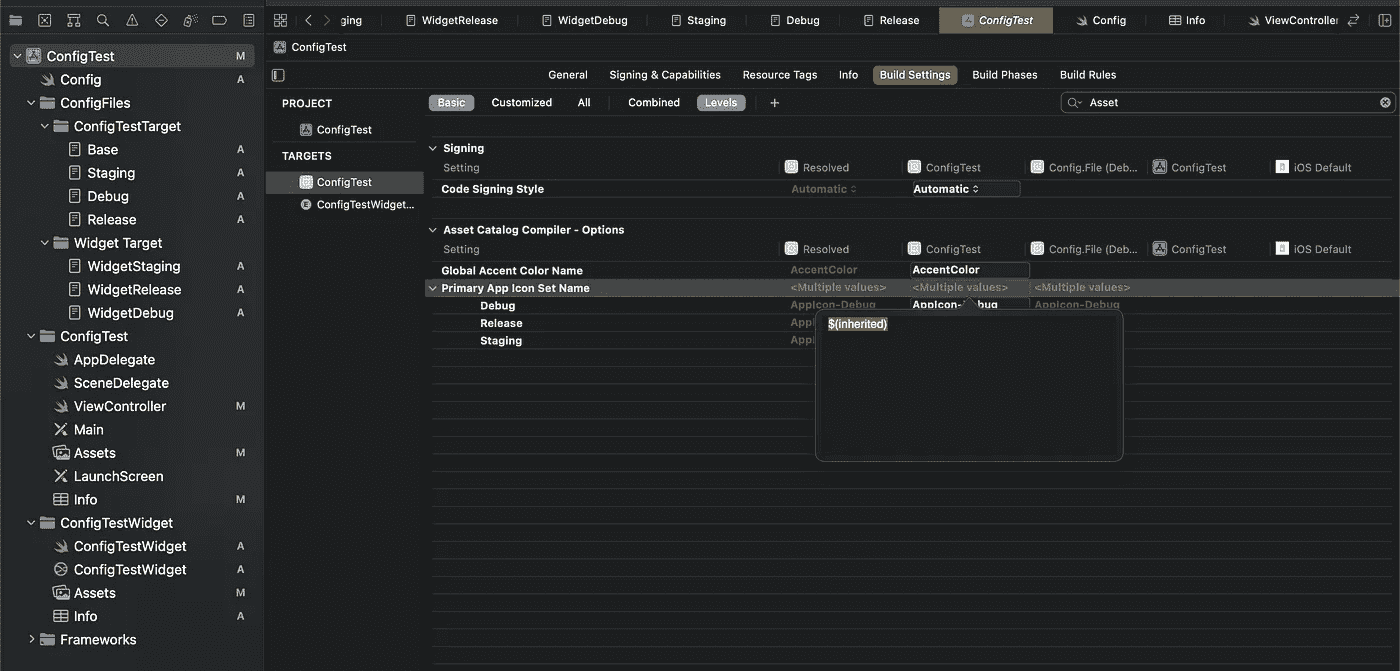 ging
WidgetRelease
WidgetDebug
Staging
Debug
Release
ConfigTest
Config
Info
ViewController
ConfigTest
M
Config
A
ConfigFiles
ConfigTestTarget
Base
A
Staging
A
Debug
A
Release
A
Widget Target
WidgetStaging
A
WidgetRelease
A
WidgetDebug
A
ConfigTest
AppDelegate
SceneDelegate
ViewController
M
Main
Assets
M
LaunchScreen
Info
M
ConfigTestWidget
ConfigTestWidget
A
ConfigTestWidget
A
Assets
M
Info
A
Frameworks
ConfigTest
General
Signing & Capabilities
Resource Tags
Info
Build Settings
Build Phases
Build Rules
PROJECT
ConfigTest
TARGETS
ConfigTest
E
ConfigTestWidget...
Basic
Customized
All
Combined
Levels
+
Asset
Signing
Setting
Resolved
ConfigTest
Config.File (Deb...
ConfigTest
iOS Default
Code Signing Style
Automatic
Automatic
Asset Catalog Compiler - Options
Setting
Resolved
ConfigTest
Config.File (Deb...
ConfigTest
iOS Default
Global Accent Color Name
AccentColor
AccentColor
Primary App Icon Set Name
<Multiple values>
<Multiple values>
<Multiple values>
Debug
AppIcon-Debug
AppIcon-
bug
AppIcon-Debug
Release
Appl
Staging
Appl
$(inherited)